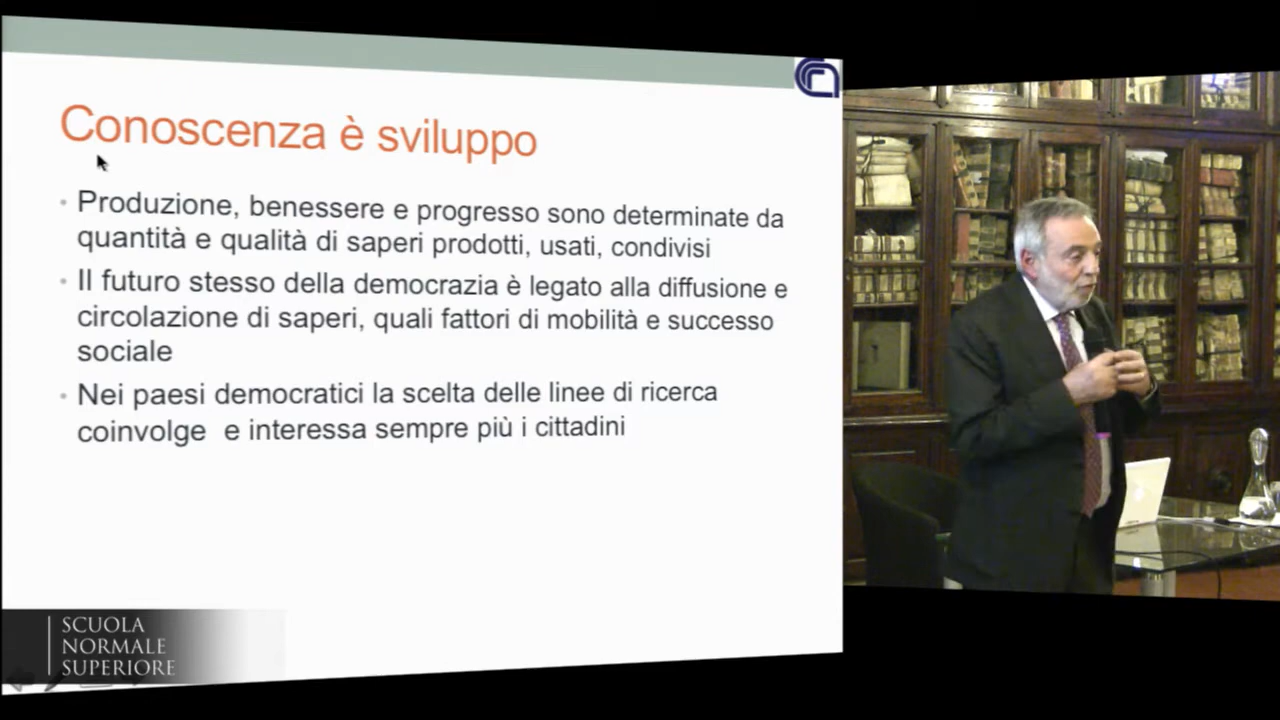 Conoscenza è sviluppo
• Produzione, benessere e progresso sono determinate da
quantità e qualità di saperi prodotti, usati, condivisi
• Il futuro stesso della democrazia è legato alla diffusione e
circolazione di saperi, quali fattori di mobilità e successo
sociale
• Nei paesi democratici la scelta delle linee di ricerca
coinvolge e interessa sempre più i cittadini
SCUOLA
NORMALE
SUPERIORE